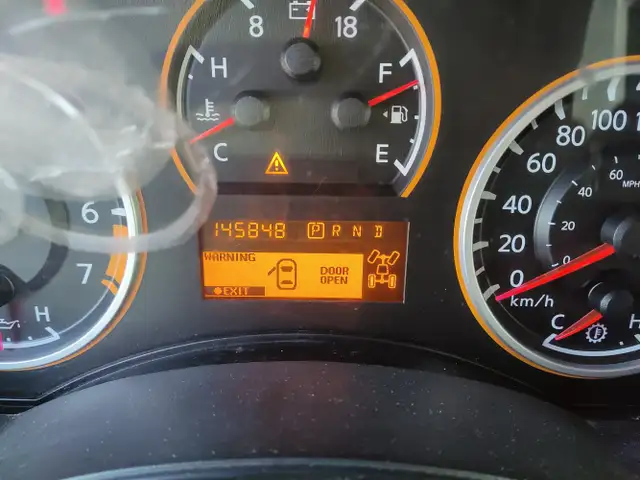 8 18
H F
C E
6
7
H
145848 P R N D
WARNING
DOOR
OPEN
EXIT
0 20 40 60 80 100
km/h
0 20 40 60
MPH
C H